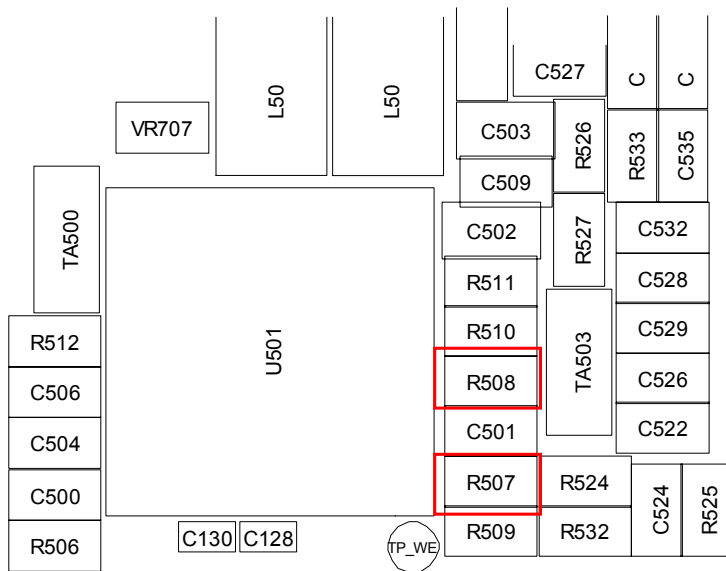 C527
C
C
L50
L50
VR707
C503
R526
R533
C535
C509
TA500
C502
R527
C532
R511
C528
R512
U501
R510
TA503
C529
C506
R508
C526
C504
C501
C522
C500
R507
R524
C524
R525
R506
C130
C128
TP_WE
R509
R532